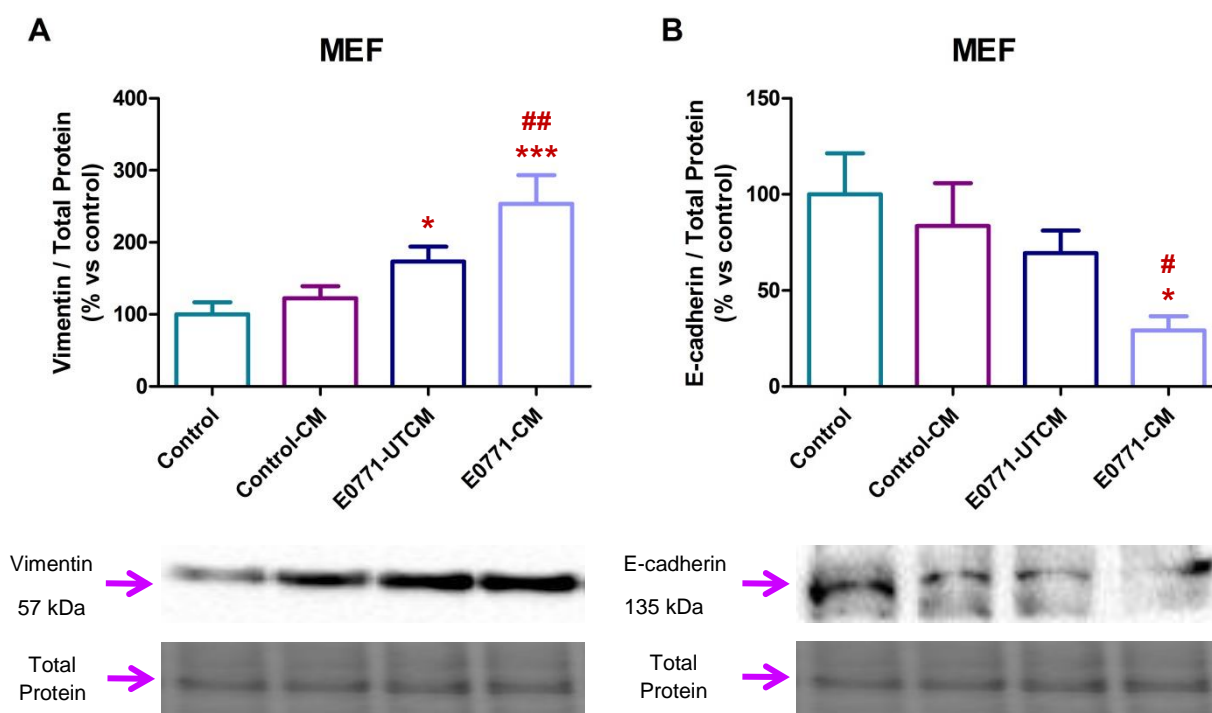 A
MEF
Vimentin / Total Protein
(% vs control)
400
300
200
100
0
*
##
***
Control
Control-CM
E0771-UTCM
E0771-CM
Vimentin
57 kDa
Total
Protein
B
MEF
E-cadherin / Total Protein
(% vs control)
150
100
50
0
#
*
Control
Control-CM
E0771-UTCM
E0771-CM
E-cadherin
135 kDa
Total
Protein